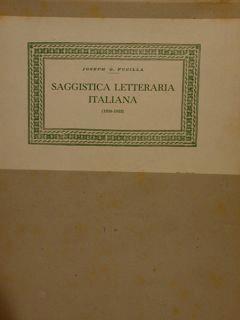 JOSEPH G. FUCILLA
SAGGISTICA LETTERARIA
ITALIANA